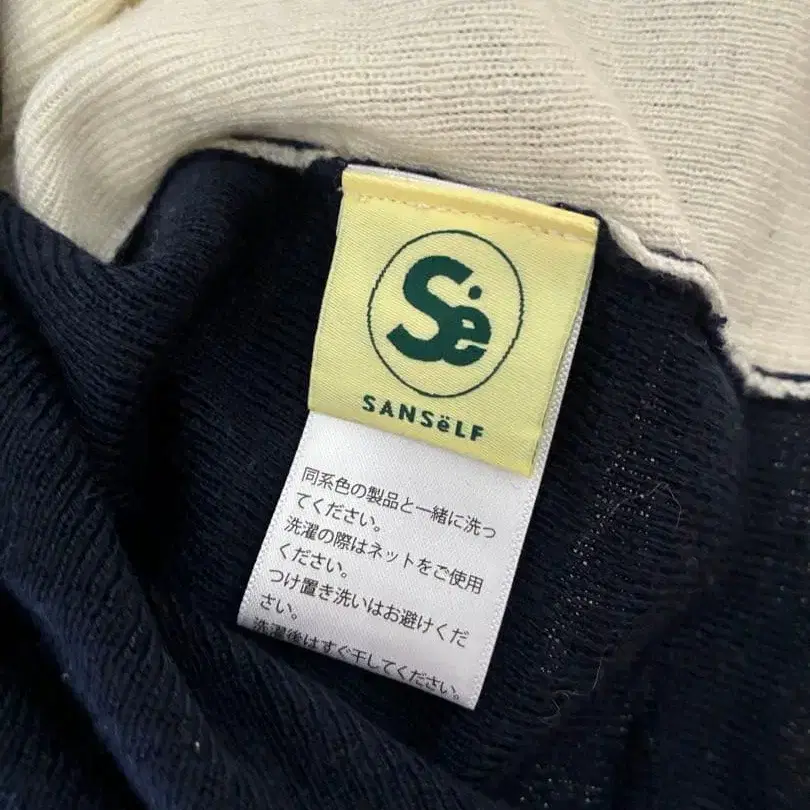 Së
SANSëLF
同系色の製品と一緒に洗っ
てください。
洗濯の際はネットをご使用
ください。
つけ置き洗いはお避けくだ
さい。
洗濯後はすぐ干してください。